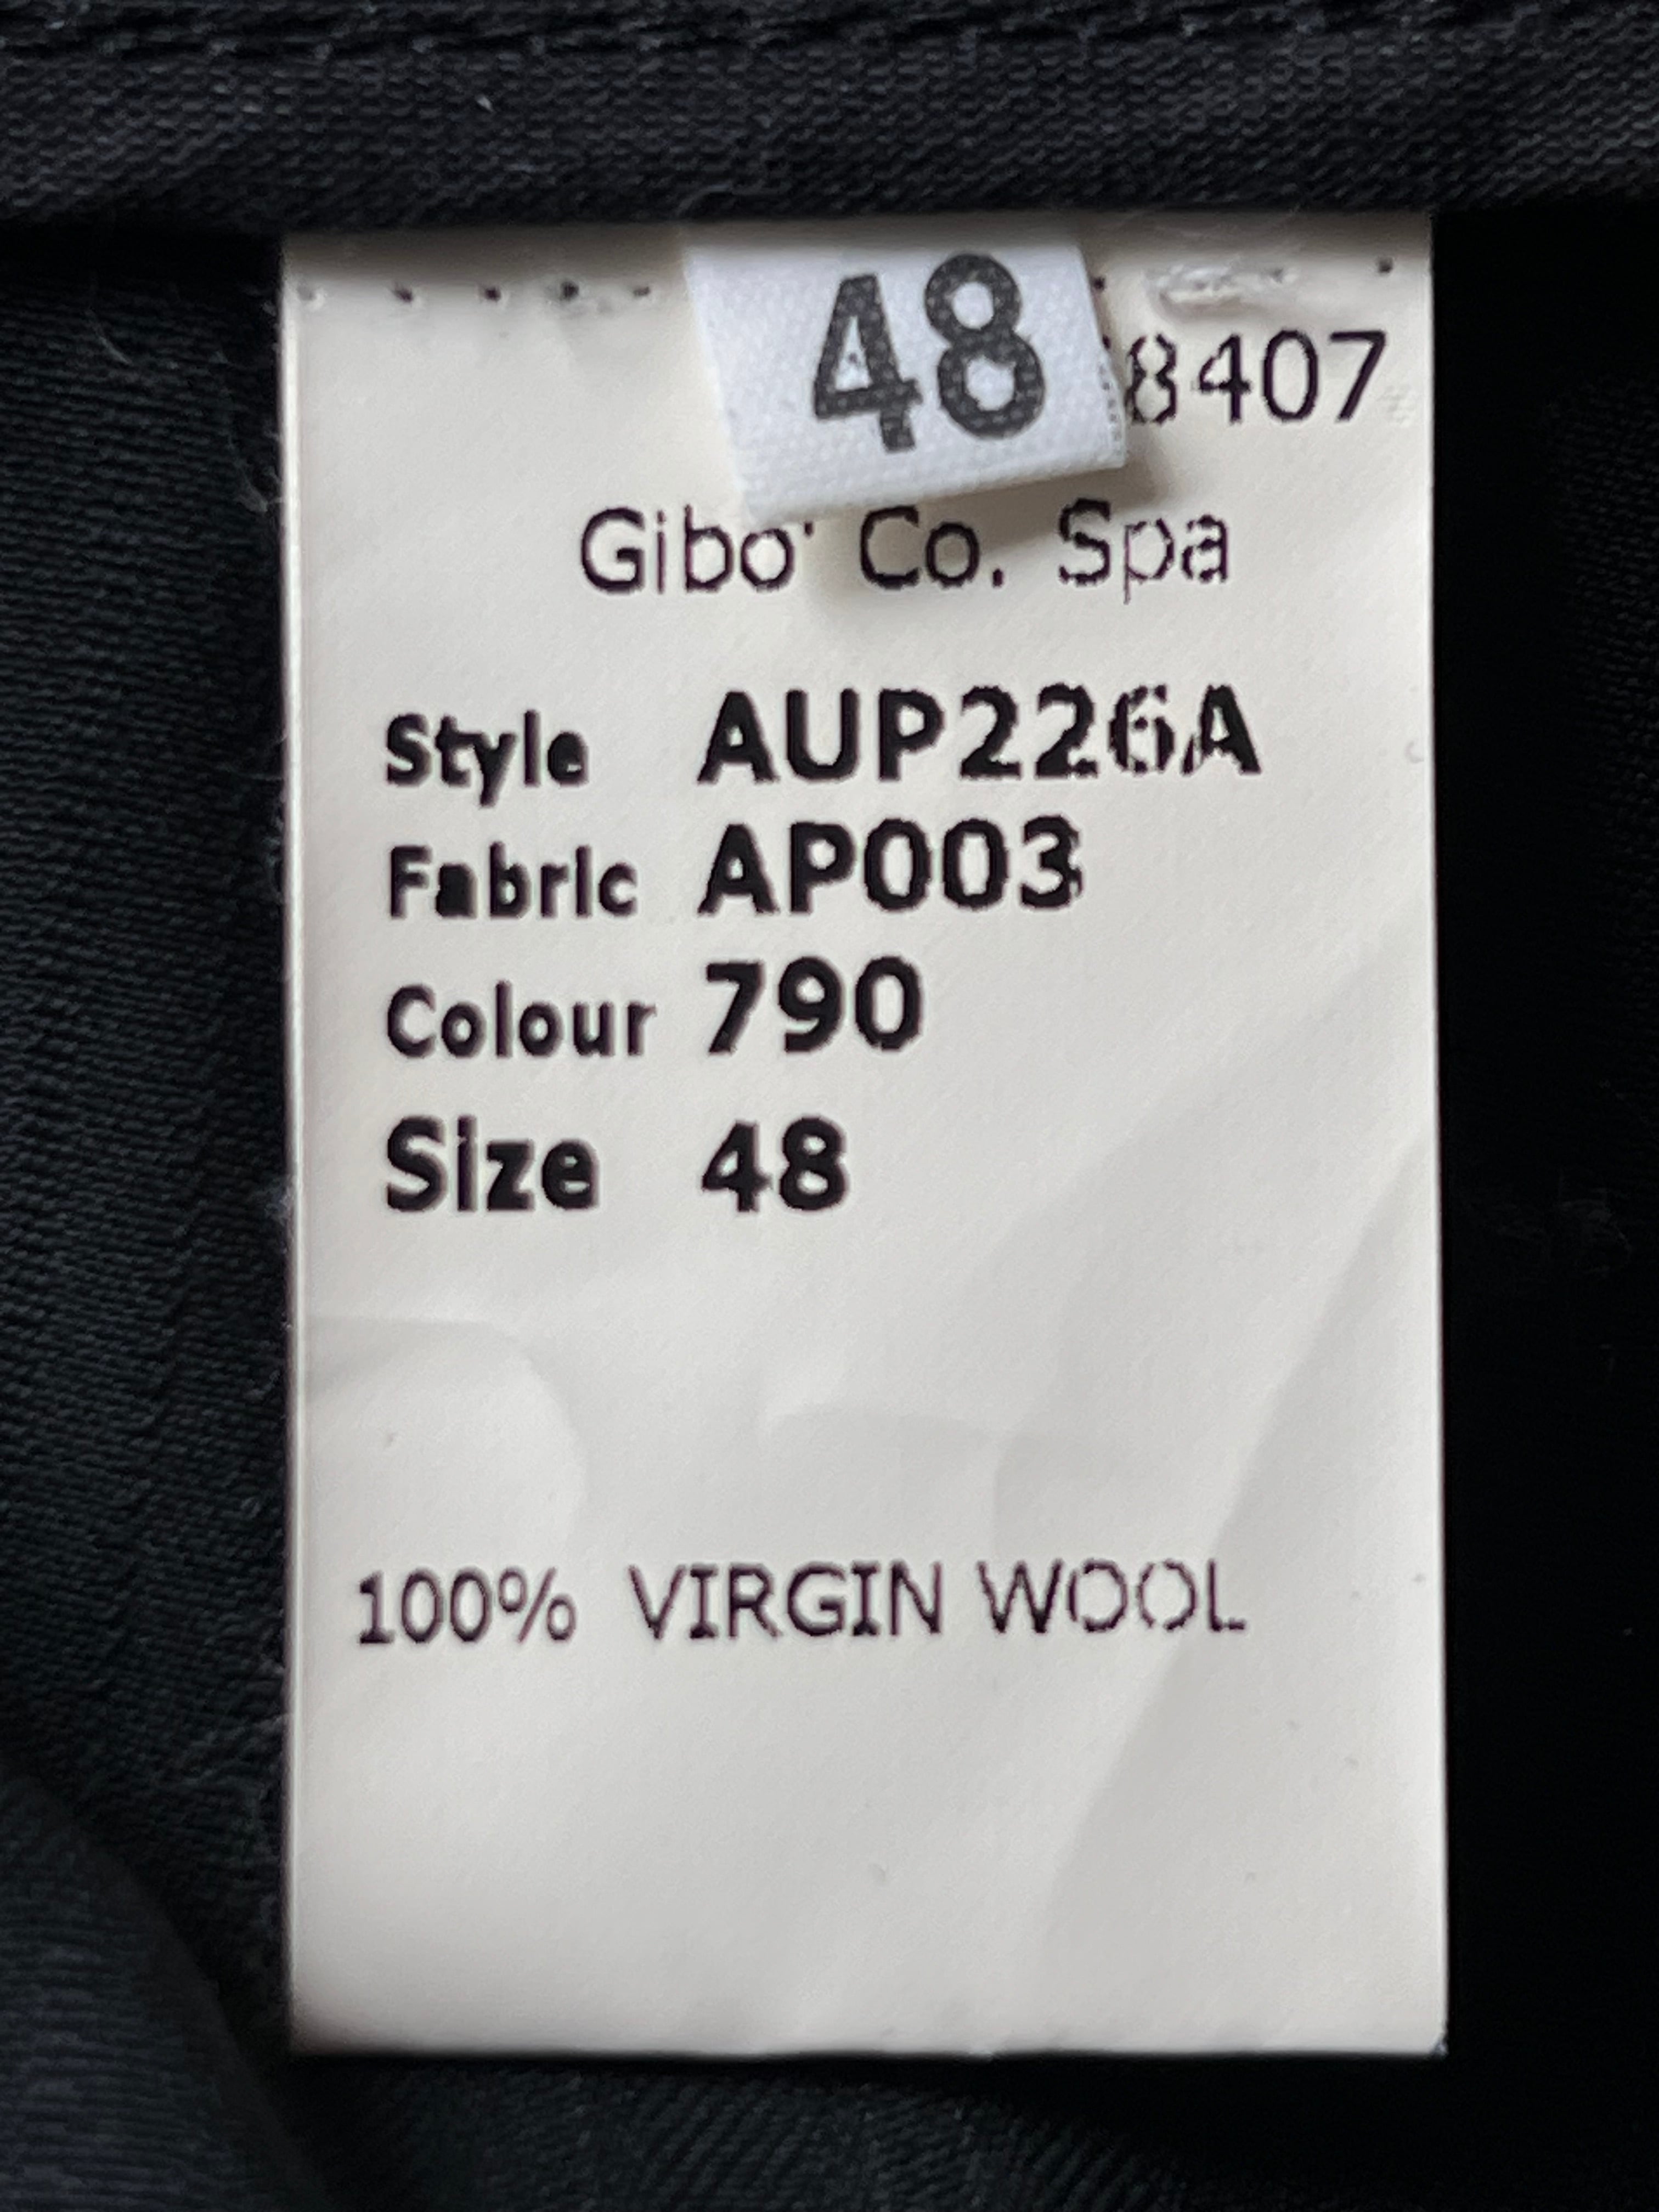 48
8407
Gibo' Co. Spa
Style AUP226A
Fabric AP003
Colour 790
Size 48
100% VIRGIN WOOL